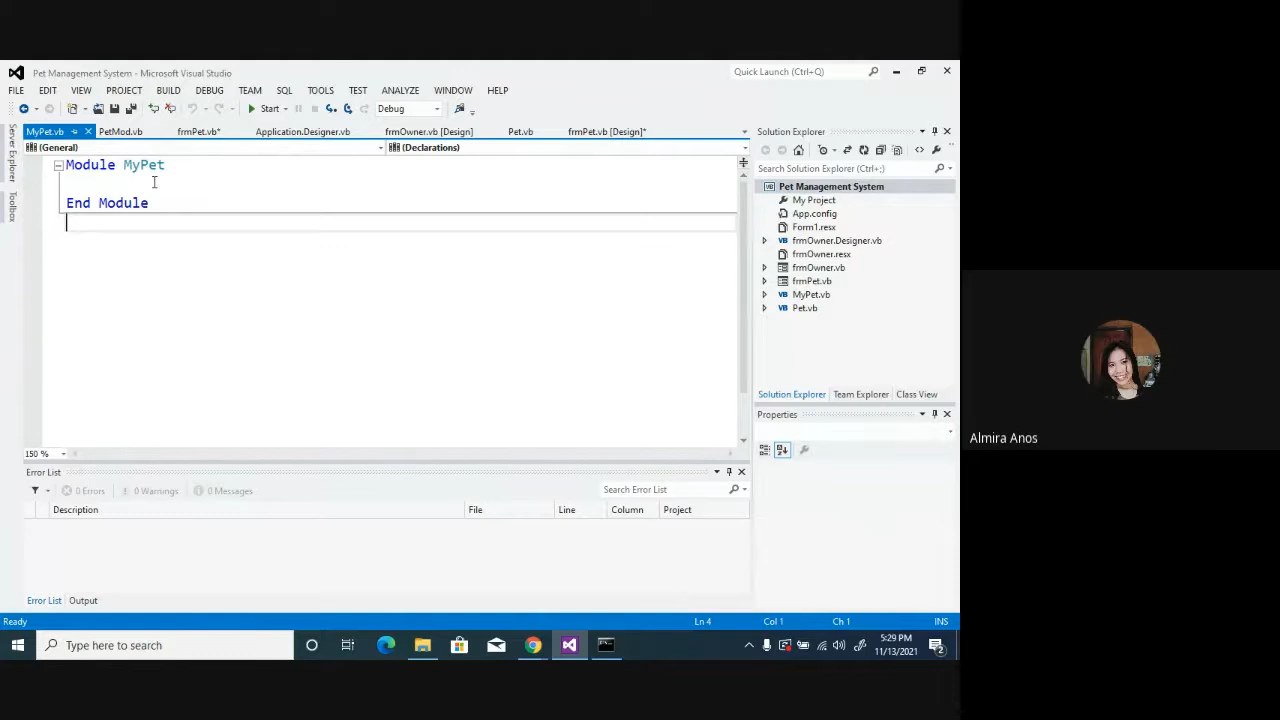 Pet Management System - Microsoft Visual Studio
Quick Launch (Ctrl+Q)
FILE EDIT VIEW PROJECT BUILD DEBUG TEAM SQL TOOLS TEST ANALYZE WINDOW HELP
Start Debug
MyPet.vb PetMod.vb frmPet.vb* Application.Designer.vb frmOwner.vb [Design] Pet.vb frmPet.vb [Design]*
(General) (Declarations)
Module MyPet
End Module
150 %
Server Explorer
Toolbox
Solution Explorer
Search Solution Explorer (Ctrl+;)
Pet Management System
My Project
App.config
Form1.resx
frmOwner.Designer.vb
frmOwner.resx
frmOwner.vb
frmPet.vb
MyPet.vb
Pet.vb
Solution Explorer Team Explorer Class View
Properties
Error List
0 Errors 0 Warnings 0 Messages
Search Error List
Description File Line Column Project
Error List Output
Ready Ln 4 Col 1 Ch 1 INS
Type here to search
5:29 PM
11/13/2021
2
Almira Anos